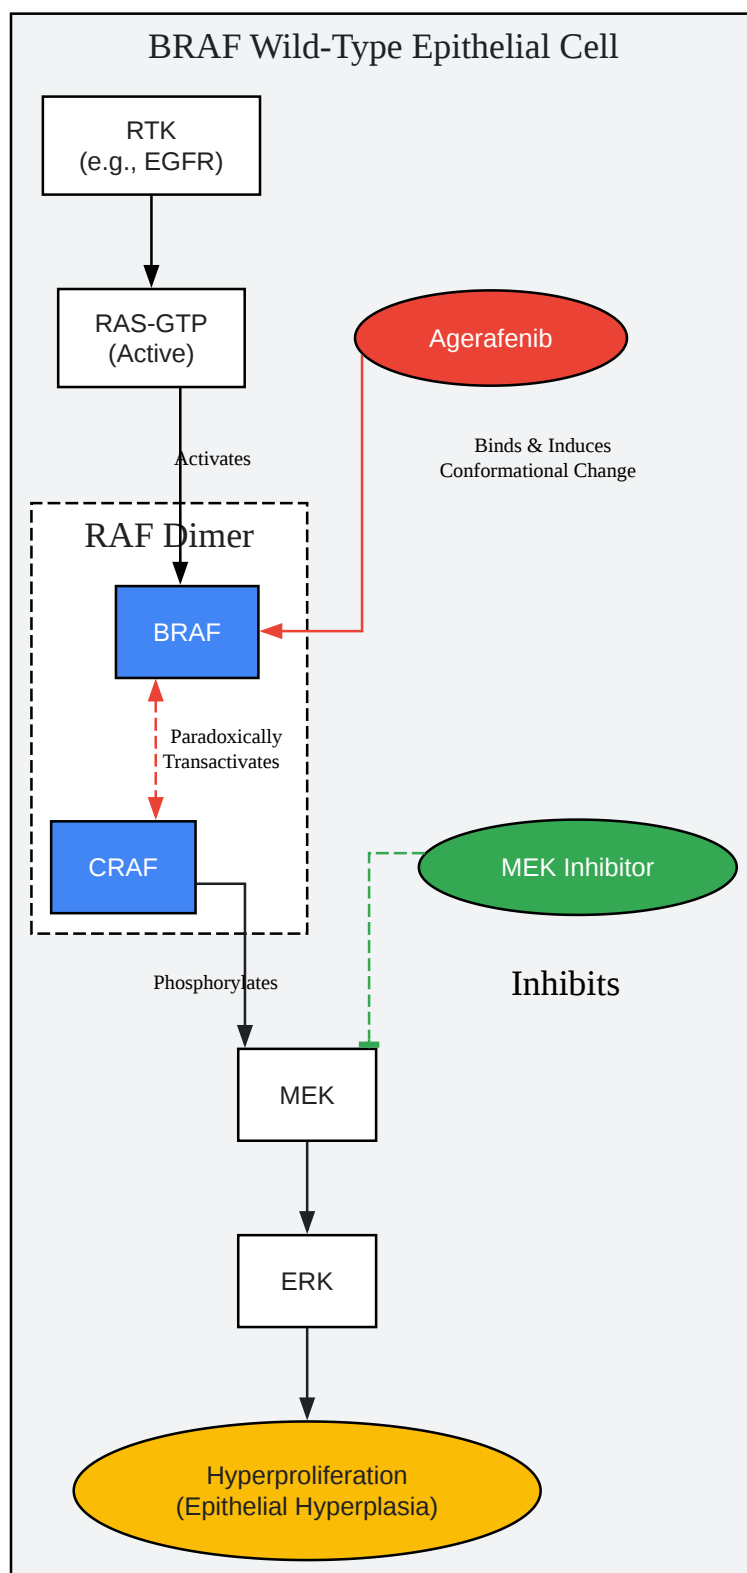 BRAF Wild-Type Epithelial Cell
RTK
(e.g., EGFR)
RAS-GTP
(Active)
Agerafenib
Binds & Induces
Conformational Change
Activates
RAF Dimer
BRAF
Paradoxically
Transactivates
CRAF
MEK Inhibitor
Phosphorylates
Inhibits
MEK
ERK
Hyperproliferation
(Epithelial Hyperplasia)